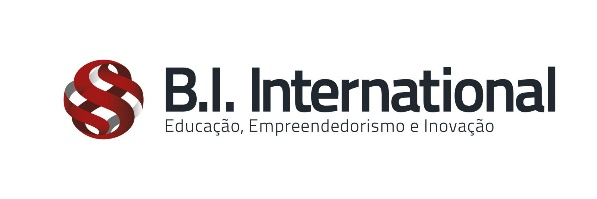 B.I. International
Educação, Empreendedorismo e Inovação